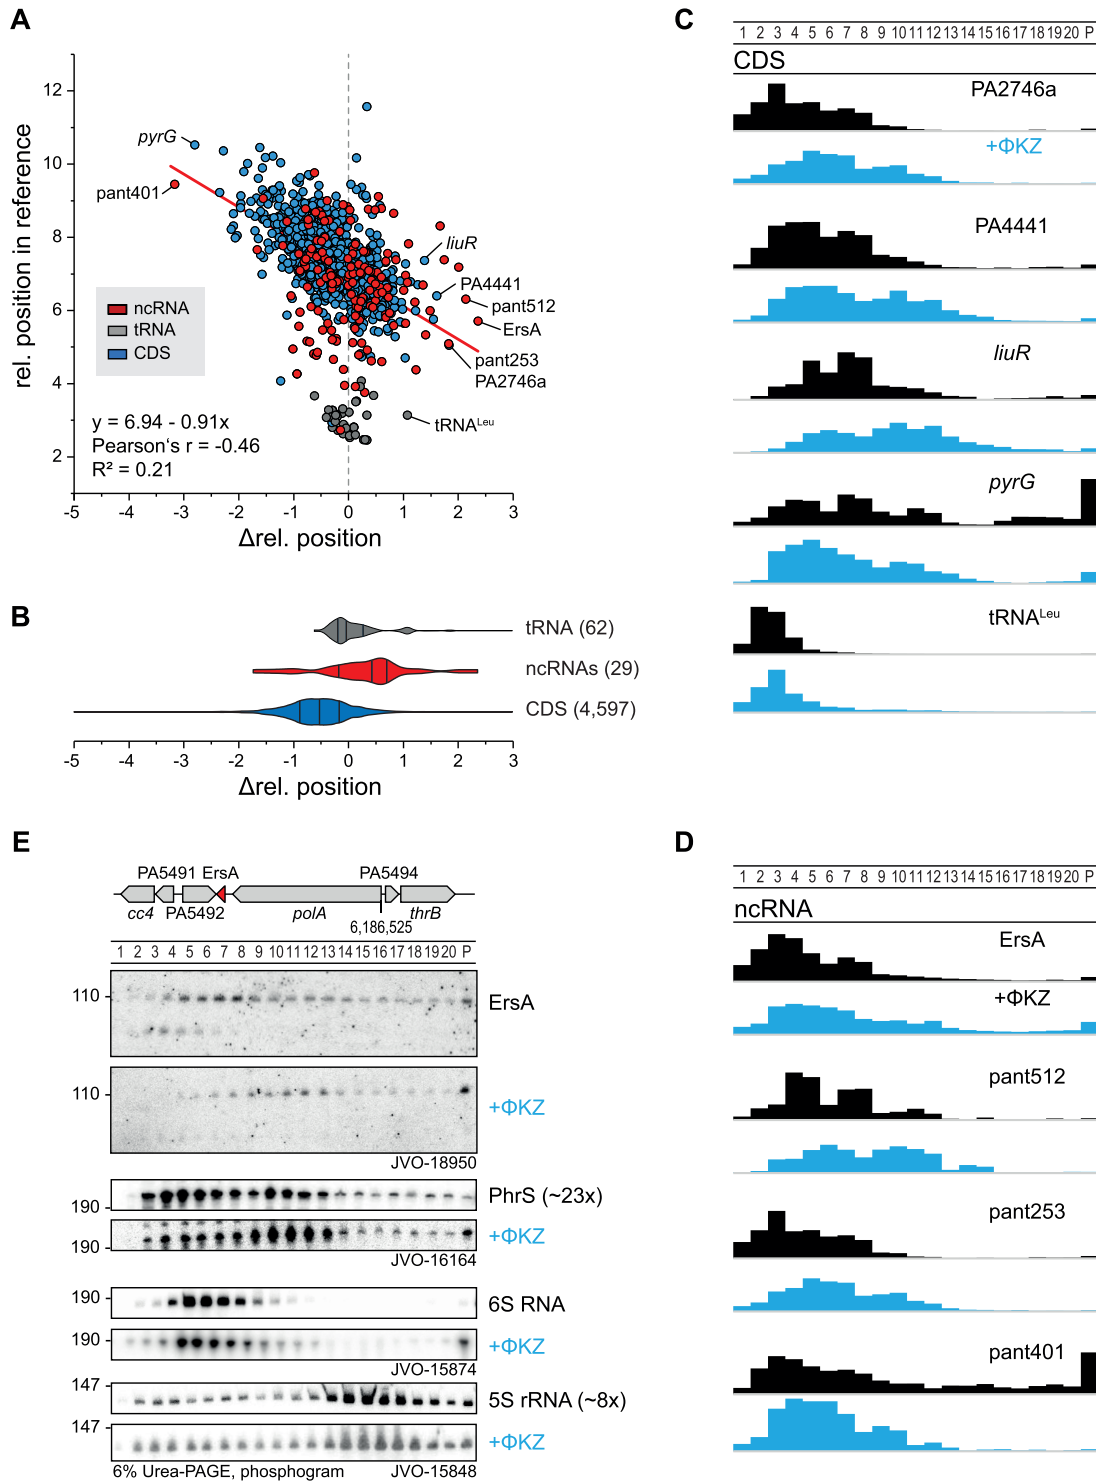 A
12
10
8
6
4
2
rel. position in reference
pyrG
pant401
liuR
PA4441
pant512
ErsA
pant253
PA2746a
tRNALeu
ncRNA
tRNA
CDS
y = 6.94 - 0.91x
Pearson's r = -0.46
R² = 0.21
-5 -4 -3 -2 -1 0 1 2 3
Δrel. position
B
tRNA (62)
ncRNAs (29)
CDS (4,597)
-5 -4 -3 -2 -1 0 1 2 3
Δrel. position
C
1 2 3 4 5 6 7 8 9 10 11 12 13 14 15 16 17 18 19 20 P
CDS
PA2746a
+ΦKZ
PA4441
liuR
pyrG
tRNALeu
D
1 2 3 4 5 6 7 8 9 10 11 12 13 14 15 16 17 18 19 20 P
ncRNA
ErsA
+ΦKZ
pant512
pant253
pant401
E
PA5491 ErsA PA5494
cc4 PA5492 polA thrB
6,186,525
1 2 3 4 5 6 7 8 9 10 11 12 13 14 15 16 17 18 19 20 P
110 ErsA
110 +ΦKZ
JVO-18950
190 PhrS (~23x)
190 +ΦKZ
JVO-16164
190 6S RNA
190 +ΦKZ
JVO-15874
147 5S rRNA (~8x)
147 +ΦKZ
6% Urea-PAGE, phosphogram JVO-15848